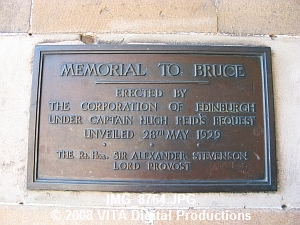 MEMORIAL TO BRUCE
ERECTED BY
THE CORPORATION OF EDINBURGH
UNDER CAPTAIN HUGH REID'S BEQUEST
UNVEILED 28TH MAY 1929
THE RT. HON. SIR ALEXANDER STEVENSON
LORD PROVOST
IMG_8764.JPG
© 2008 VITA Digital Productions